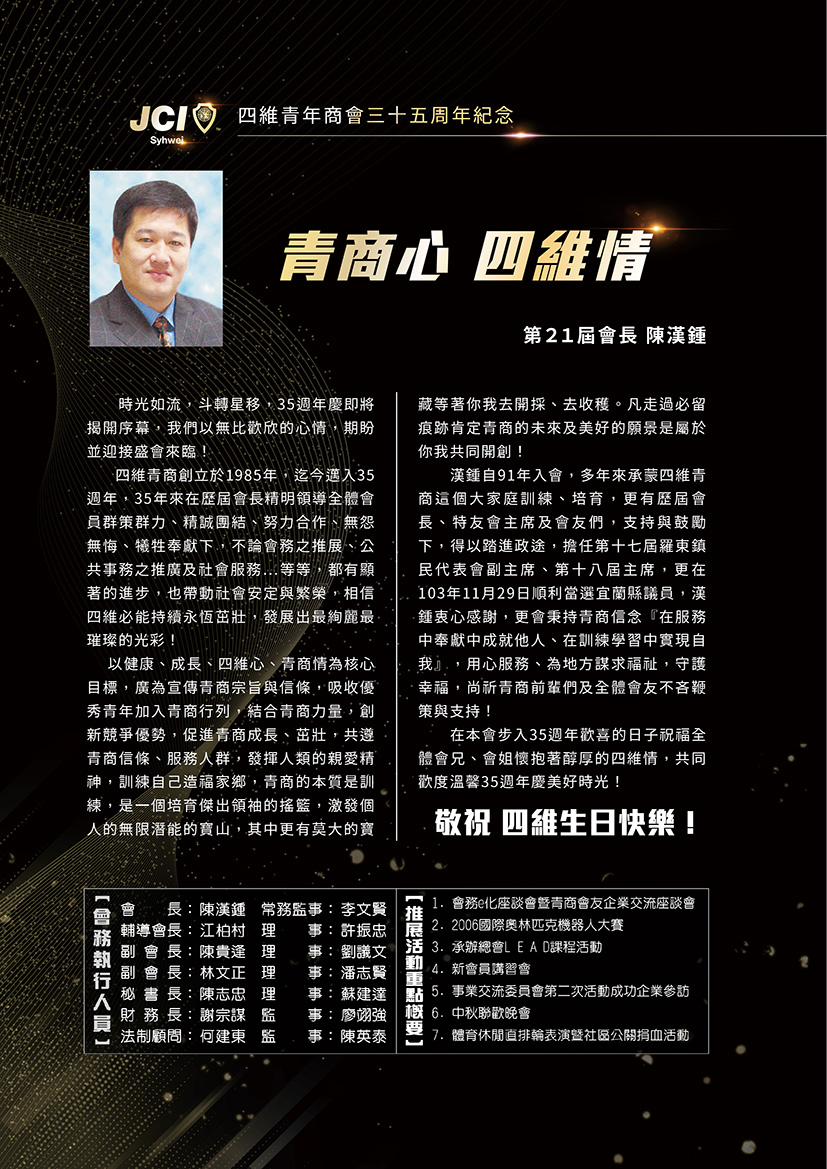 JCI
Syhwei
四維青年商會三十五周年紀念
青商心 四維情
第21屆會長 陳漢鍾
時光如流，斗轉星移，35週年慶即將
揭開序幕，我們以無比歡欣的心情，期盼
並迎接盛會來臨！
四維青商創立於1985年，迄今邁入35
週年，35年來在歷屆會長精明領導全體會
員群策群力、精誠團結、努力合作、無怨
無悔、犧牲奉獻下，不論會務之推展、公
共事務之推廣及社會服務...等等，都有顯
著的進步，也帶動社會安定與繁榮，相信
四維必能持續永恆茁壯，發展出最絢麗最
璀璨的光彩！
以健康、成長、四維心、青商情為核心
目標，廣為宣傳青商宗旨與信條，吸收優
秀青年加入青商行列，結合青商力量，創
新競爭優勢，促進青商成長、茁壯，共遵
青商信條、服務人群，發揮人類的親愛精
神，訓練自己造福家鄉，青商的本質是訓
練，是一個培育傑出領袖的搖籃，激發個
人的無限潛能的寶山，其中更有莫大的寶
藏等著你我去開採、去收穫。凡走過必留
痕跡肯定青商的未來及美好的願景是屬於
你我共同開創！
漢鍾自91年入會，多年來承蒙四維青
商這個大家庭訓練、培育，更有歷屆會
長、特友會主席及會友們，支持與鼓勵
下，得以踏進政途，擔任第十七屆羅東鎮
民代表會副主席、第十八屆主席，更在
103年11月29日順利當選宜蘭縣議員，漢
鍾衷心感謝，更會秉持青商信念『在服務
中奉獻中成就他人、在訓練學習中實現自
我』，用心服務、為地方謀求福祉，守護
幸福，尚祈青商前輩們及全體會友不吝鞭
策與支持！
在本會步入35週年歡喜的日子祝福全
體會兄、會姐懷抱著醇厚的四維情，共同
歡度溫馨35週年慶美好時光！
敬祝 四維生日快樂！
【會務執行人員】
會長：陳漢鍾 常務監事：李文賢
輔導會長：江柏村 理事：許振忠
副會長：陳貴逢 理事：劉議文
副會長：林文正 理事：潘志賢
秘書長：陳志忠 理事：蘇建達
財務長：謝宗謀 監事：廖翊強
法制顧問：何建東 監事：陳英泰
【推展活動重點概要】
1. 會務e化座談會暨青商會友企業交流座談會
2. 2006國際奧林匹克機器人大賽
3. 承辦總會LEAD課程活動
4. 新會員講習會
5. 事業交流委員會第二次活動成功企業參訪
6. 中秋聯歡晚會
7. 體育休閒直排輪表演暨社區公關捐血活動